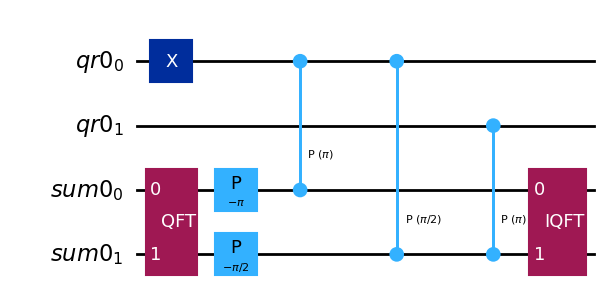 qr0₀ X
qr0₁
P (π)
sum0₀ 0 P −π 0
QFT P (π/2) P (π) IQFT
sum0₁ 1 P −π/2 1